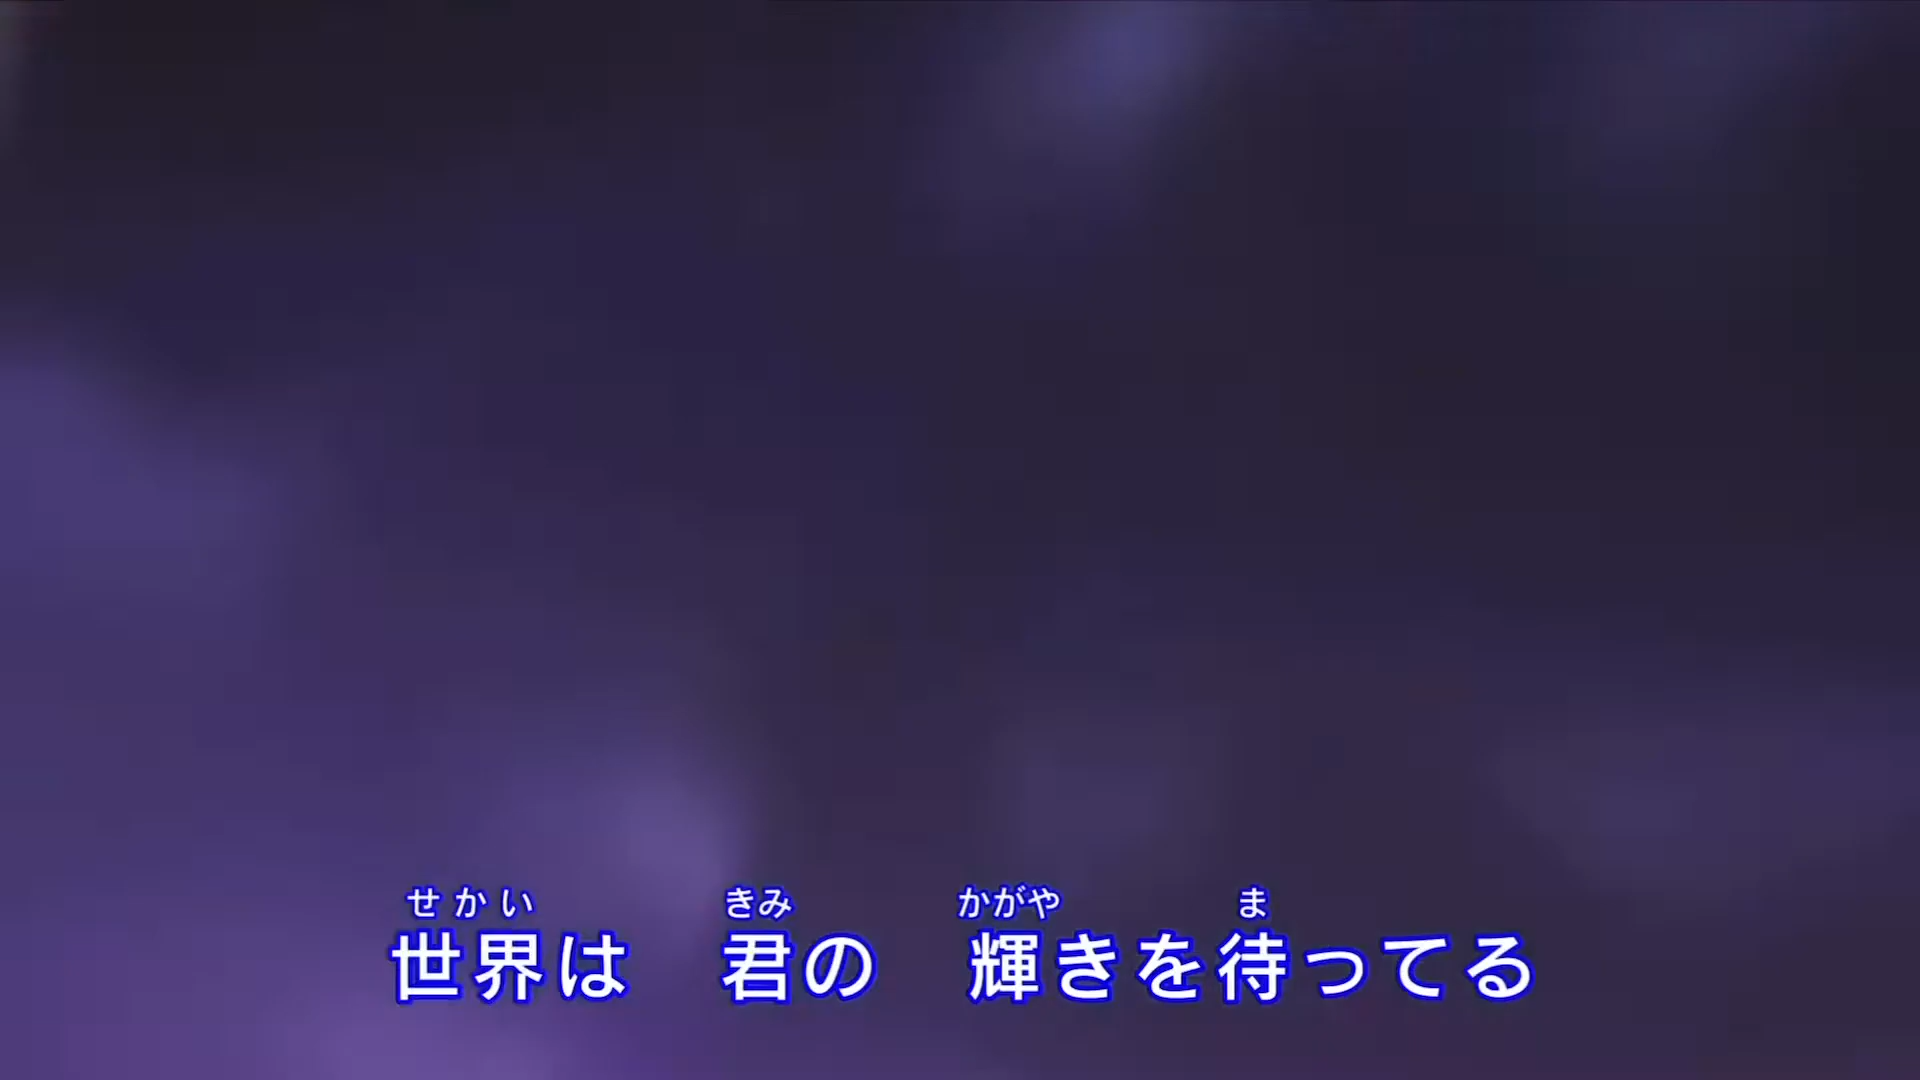 せかい きみ かがや ま
世界は 君の 輝きを待ってる